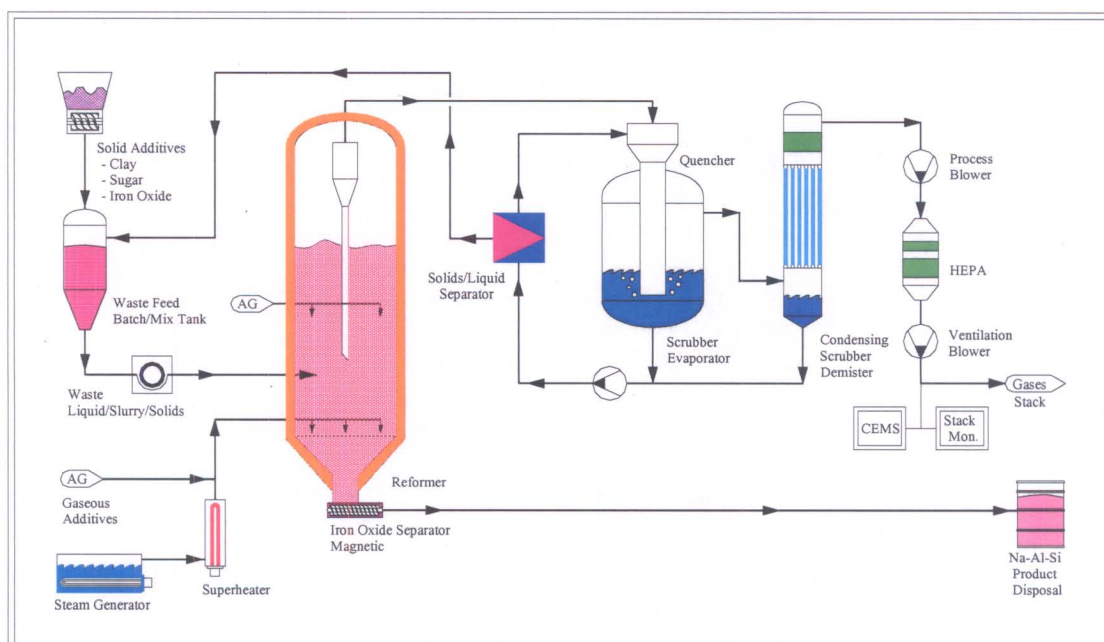 Solid Additives
- Clay
- Sugar
- Iron Oxide
Waste Feed
Batch/Mix Tank
Waste
Liquid/Slurry/Solids
AG
AG
Gaseous
Additives
Steam Generator
Superheater
Reformer
Iron Oxide Separator
Magnetic
Solids/Liquid
Separator
Quencher
Scrubber
Evaporator
Condensing
Scrubber
Demister
Process
Blower
HEPA
Ventilation
Blower
Gases
Stack
CEMS
Stack
Mon.
Na-Al-Si
Product
Disposal